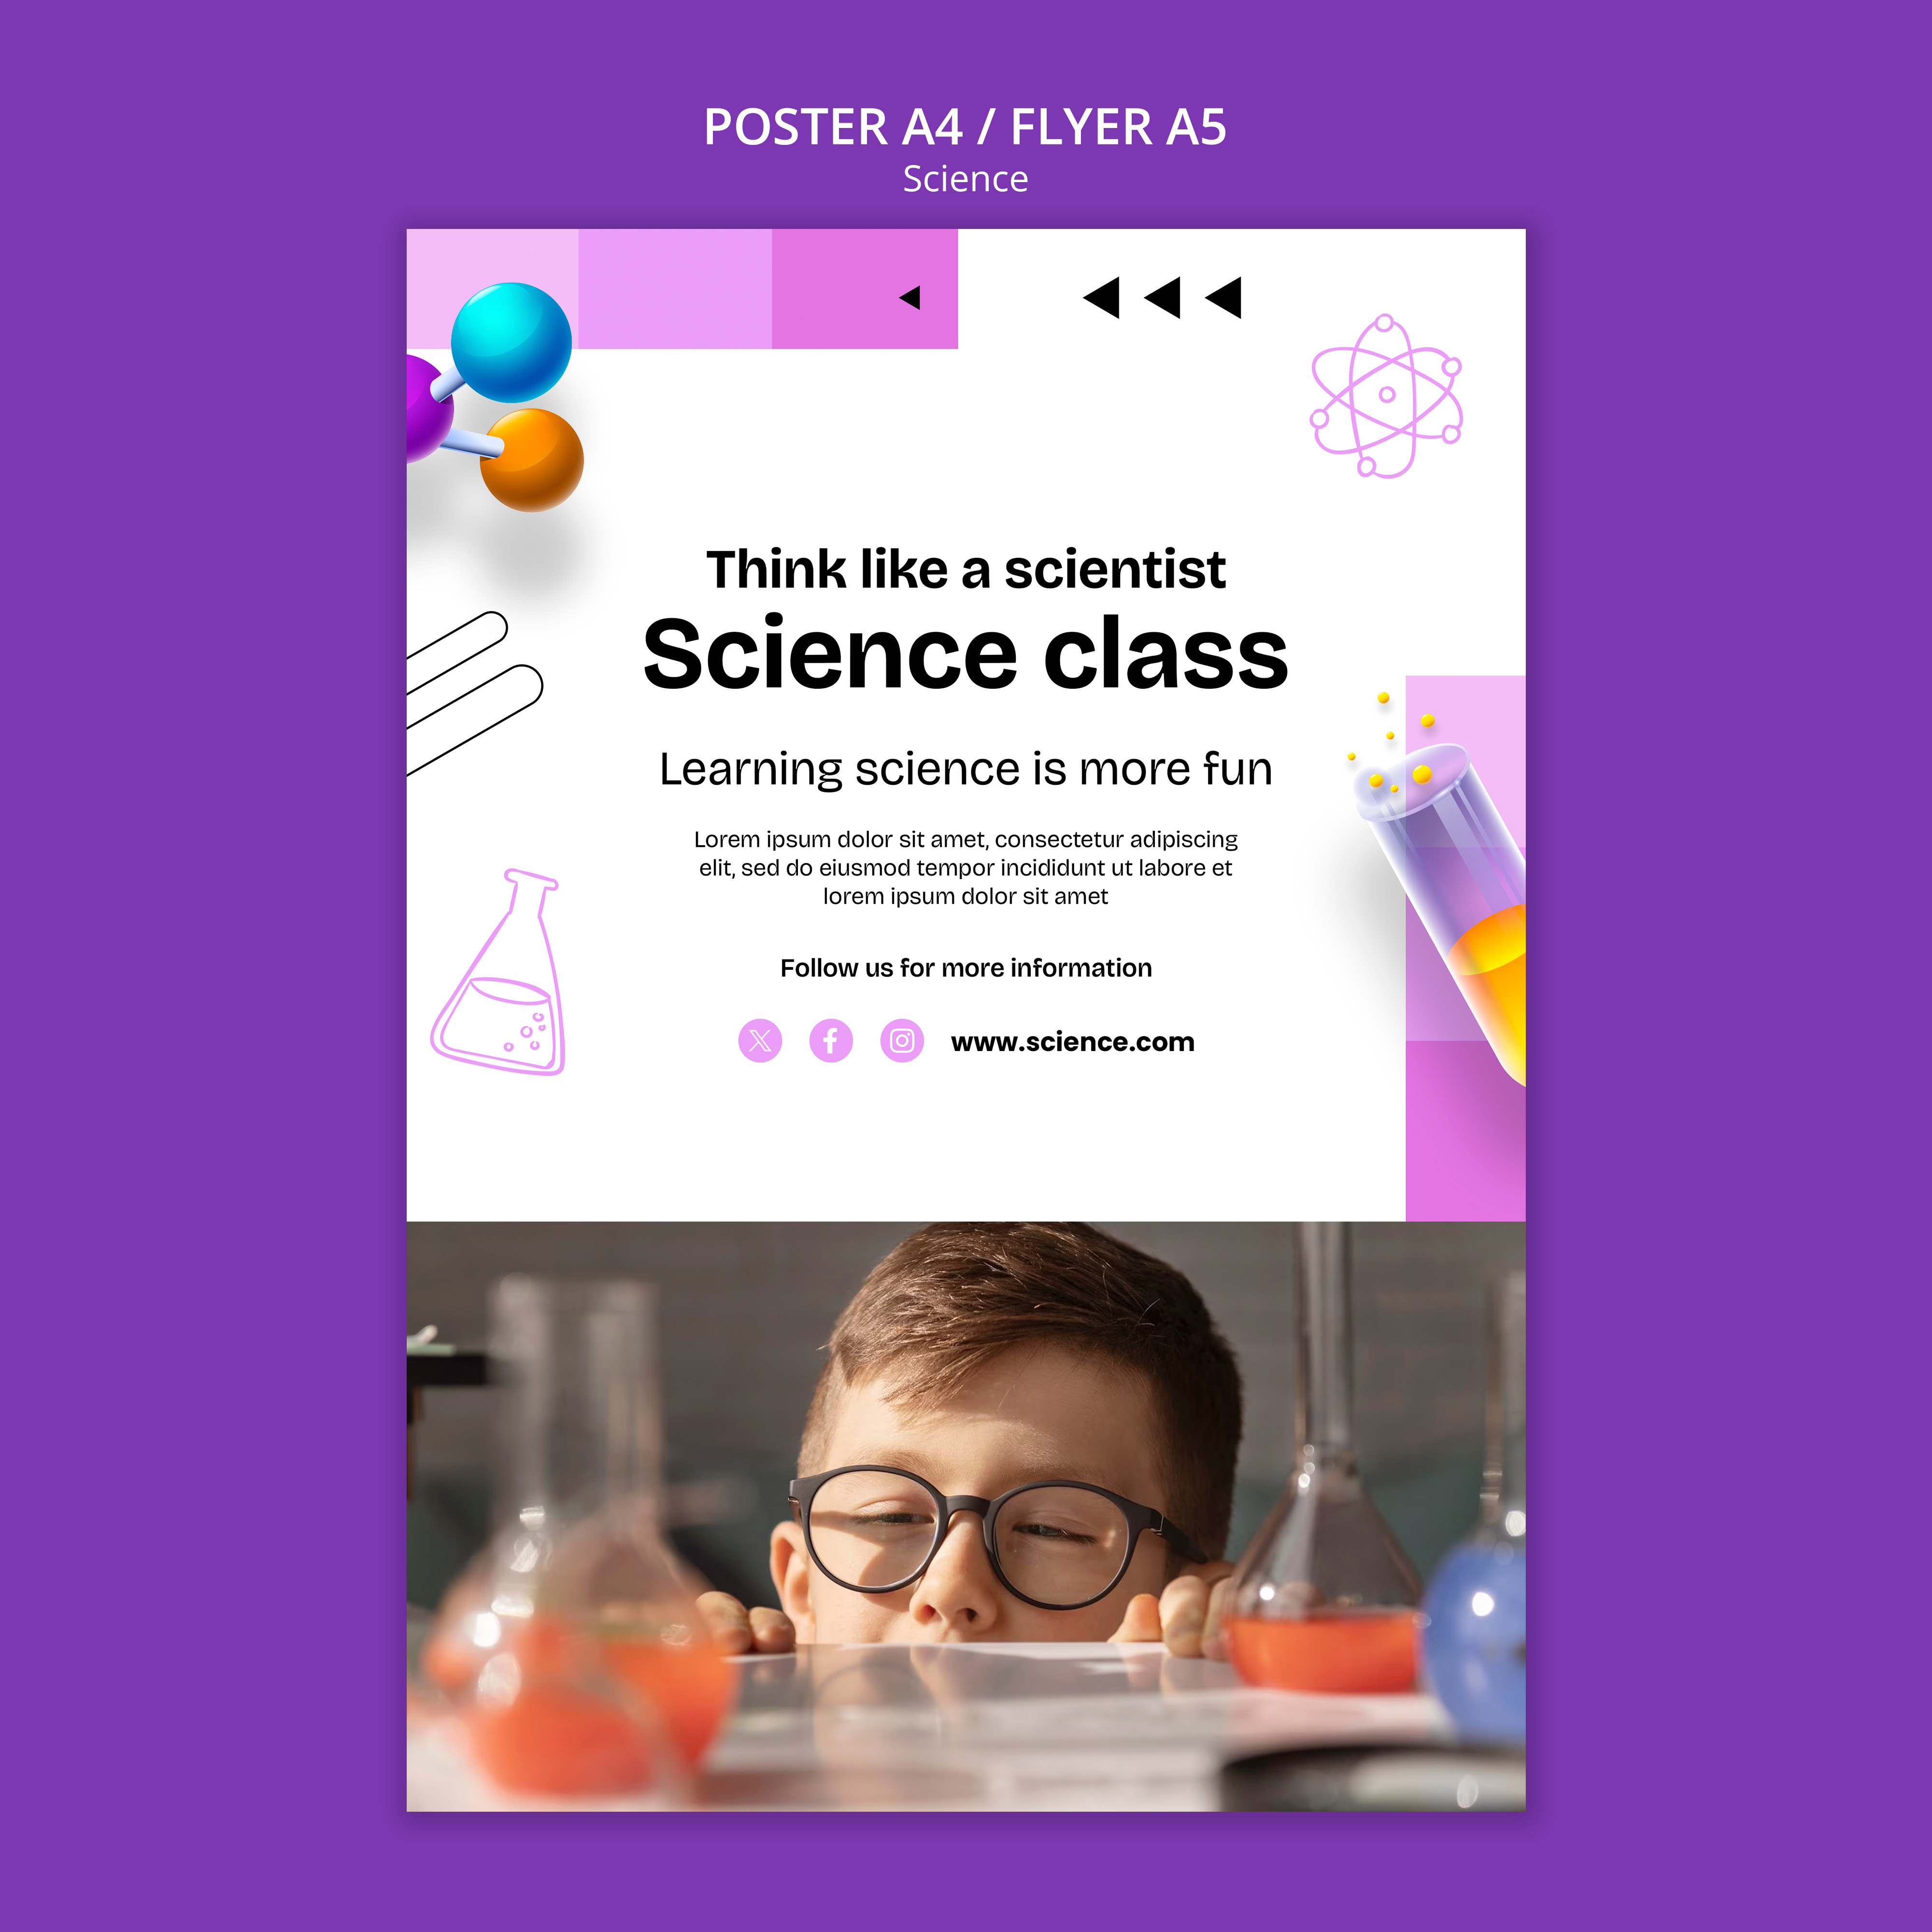 POSTER A4 / FLYER A5
Science
Think like a scientist
Science class
Learning science is more fun
Lorem ipsum dolor sit amet, consectetur adipiscing
elit, sed do eiusmod tempor incididunt ut labore et
lorem ipsum dolor sit amet
Follow us for more information
www.science.com